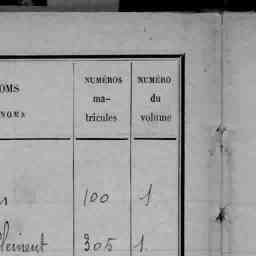 OMS
NOMS
NUMÉROS
ma-
tricules
NUMÉRO
du
volume
100 1
305 1